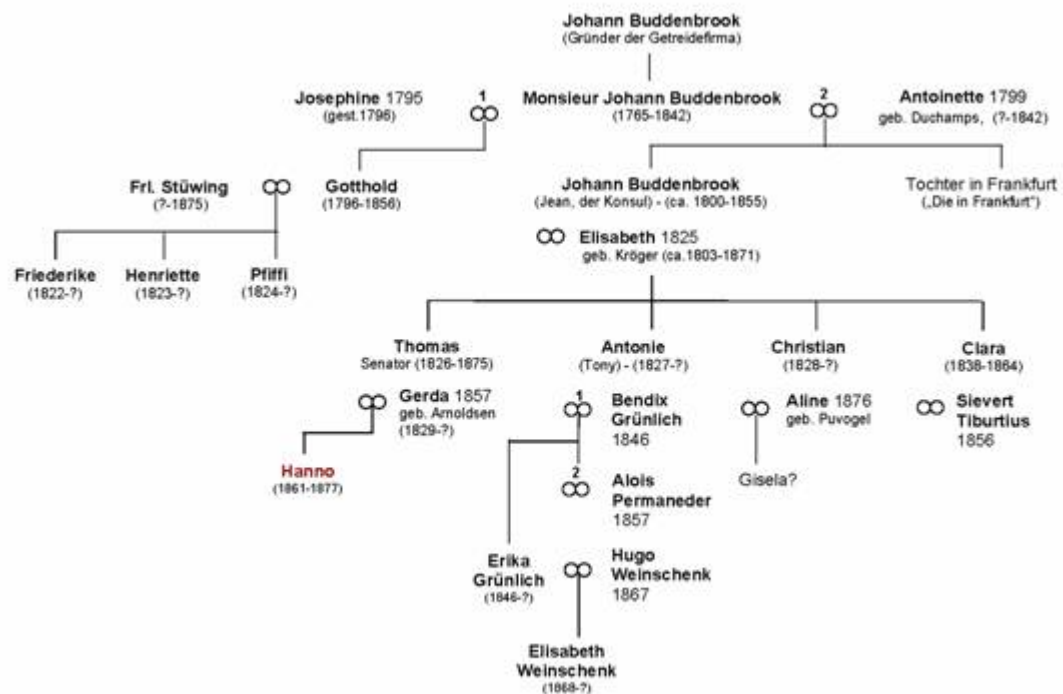 Johann Buddenbrook
(Gründer der Getreidefirma)
Josephine 1795
(gest.1796)
1
Monsieur Johann Buddenbrook
(1765-1842)
2
Antoinette 1799
geb. Duchamps, (?-1842)
Frl. Stüwing
(?-1875)
Gotthold
(1796-1856)
Johann Buddenbrook
(Jean, der Konsul) - (ca. 1800-1855)
Tochter in Frankfurt
(„Die in Frankfurt“)
Elisabeth 1825
geb. Kröger (ca.1803-1871)
Friederike
(1822-?)
Henriette
(1823-?)
Pfiffi
(1824-?)
Thomas
Senator (1826-1875)
Antonie
(Tony) - (1827-?)
Christian
(1828-?)
Clara
(1838-1864)
Gerda 1857
geb. Arnoldsen
(1829-?)
1
Bendix
Grünlich
1846
Aline 1876
geb. Puvogel
Sievert
Tiburtius
1856
Hanno
(1861-1877)
2
Alois
Permaneder
1857
Gisela?
Erika
Grünlich
(1846-?)
Hugo
Weinschenk
1867
Elisabeth
Weinschenk
(1868-?)